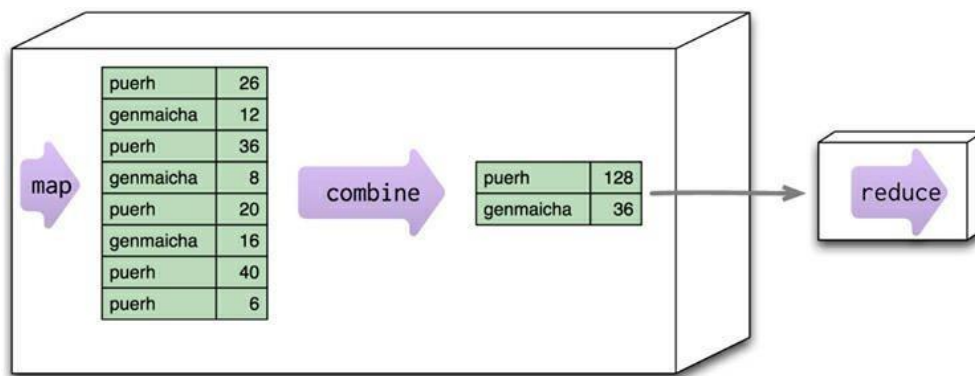 map
puerh 26
genmaicha 12
puerh 36
genmaicha 8
puerh 20
genmaicha 16
puerh 40
puerh 6
combine
puerh 128
genmaicha 36
reduce